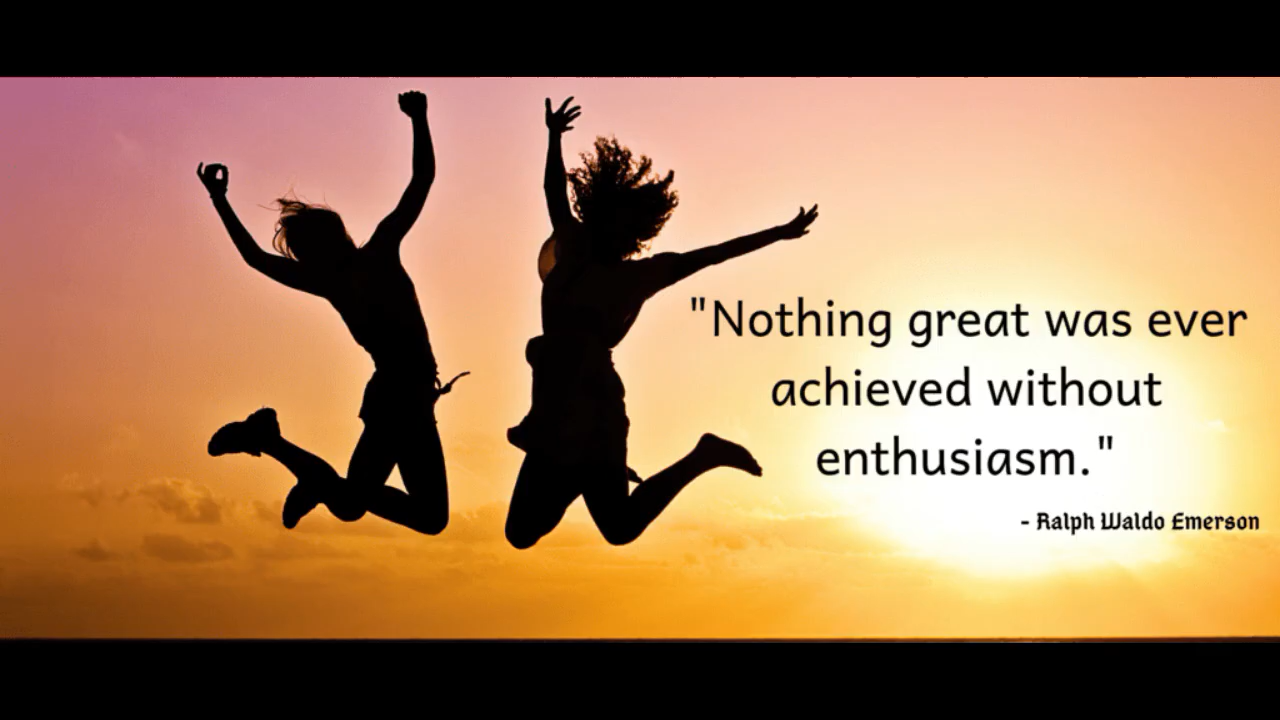 "Nothing great was ever
achieved without
enthusiasm."
- Ralph Waldo Emerson